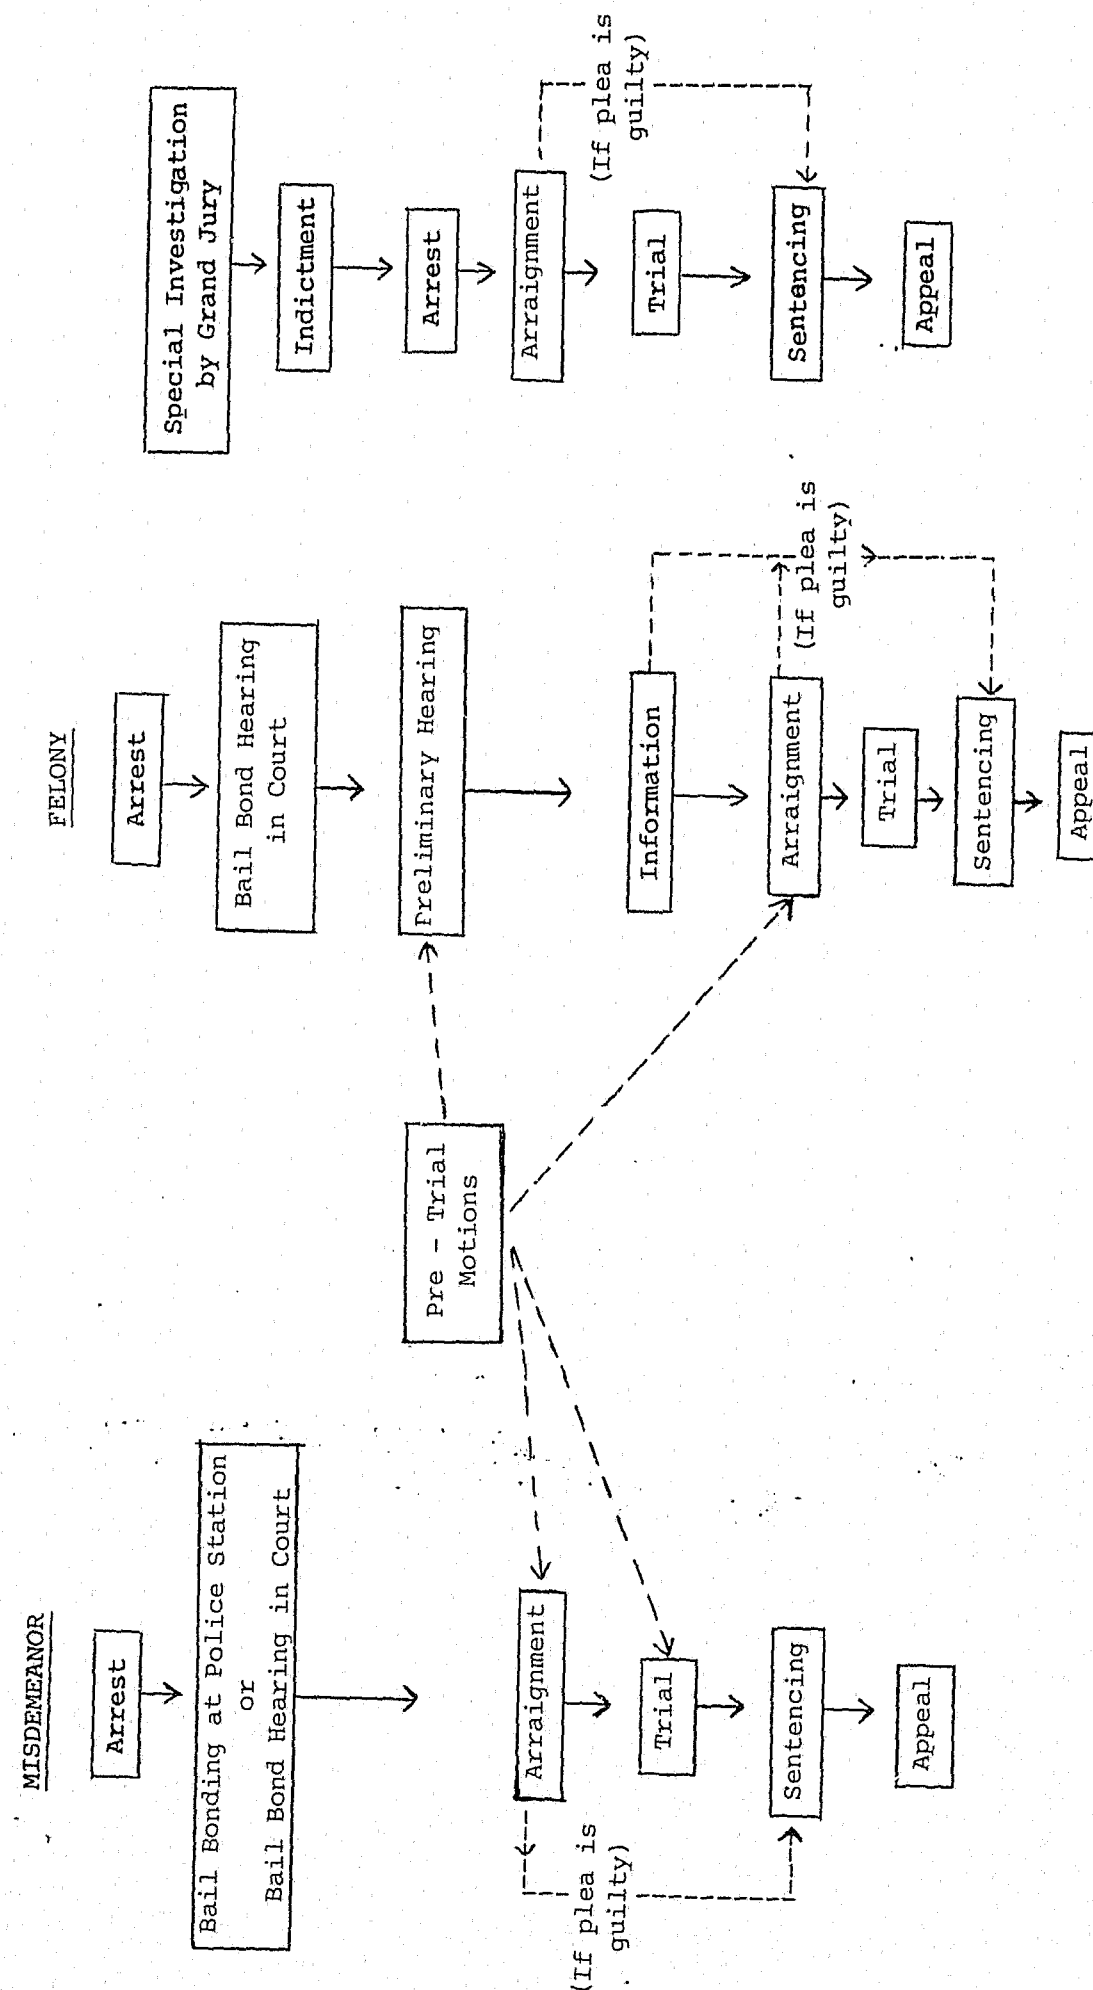 MISDEMEANOR
Arrest
Bail Bonding at Police Station
or
Bail Bond Hearing in Court
Arraignment
(If plea is
guilty)
Trial
Sentencing
Appeal
Pre - Trial
Motions
FELONY
Arrest
Bail Bond Hearing
in Court
Preliminary Hearing
Information
Arraignment
(If plea is
guilty)
Trial
Sentencing
Appeal
Special Investigation
by Grand Jury
Indictment
Arrest
Arraignment
(If plea is
guilty)
Trial
Sentencing
Appeal